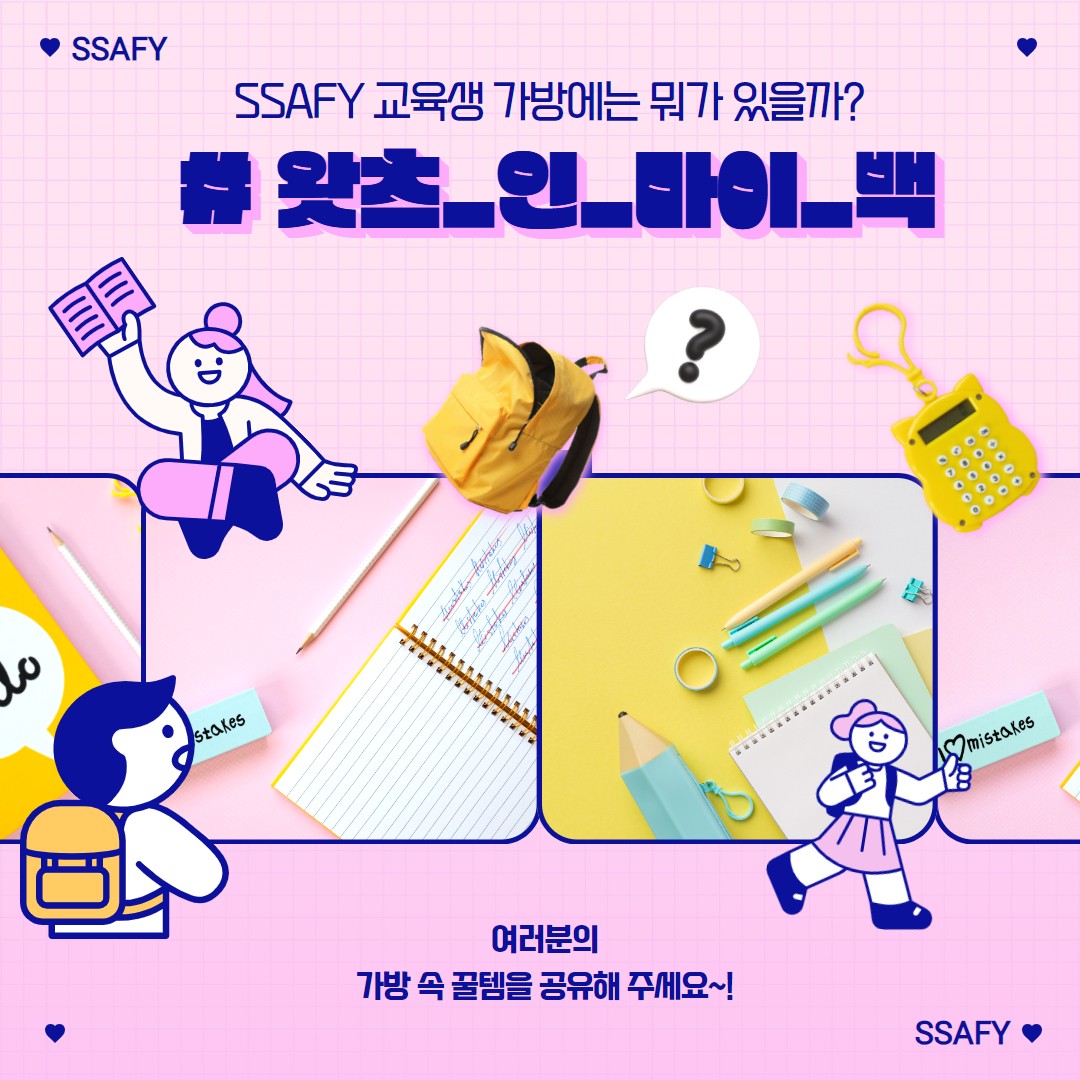 SSAFY
SSAFY 교육생 가방에는 뭐가 있을까?
# 왓츠_인_마이_백
?
do
stakes
mistakes
여러분의
가방 속 꿀템을 공유해 주세요~!
SSAFY